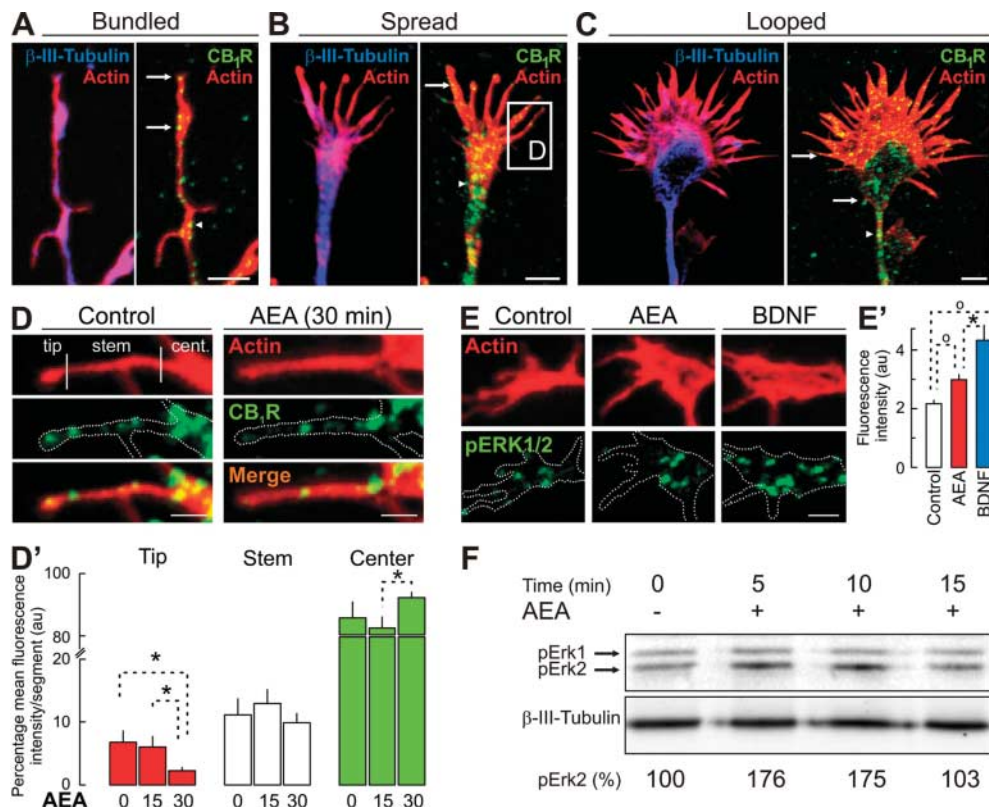 A Bundled
β-III-Tubulin CB₁R
Actin Actin
B Spread
β-III-Tubulin CB₁R
Actin Actin
D
C Looped
β-III-Tubulin CB₁R
Actin Actin
D Control AEA (30 min)
tip stem cent. Actin
CB₁R
Merge
E Control AEA BDNF
Actin
pERK1/2
E'
Fluorescence
intensity (au)
4
2
0
o
o *
Control
AEA
BDNF
D'
Tip Stem Center
Percentage mean fluorescence
intensity/segment (au)
100
80
20
10
0
*
*
*
AEA 0 15 30 0 15 30 0 15 30
F
Time (min) 0 5 10 15
AEA - + + +
pErk1
pErk2
β-III-Tubulin
pErk2 (%) 100 176 175 103